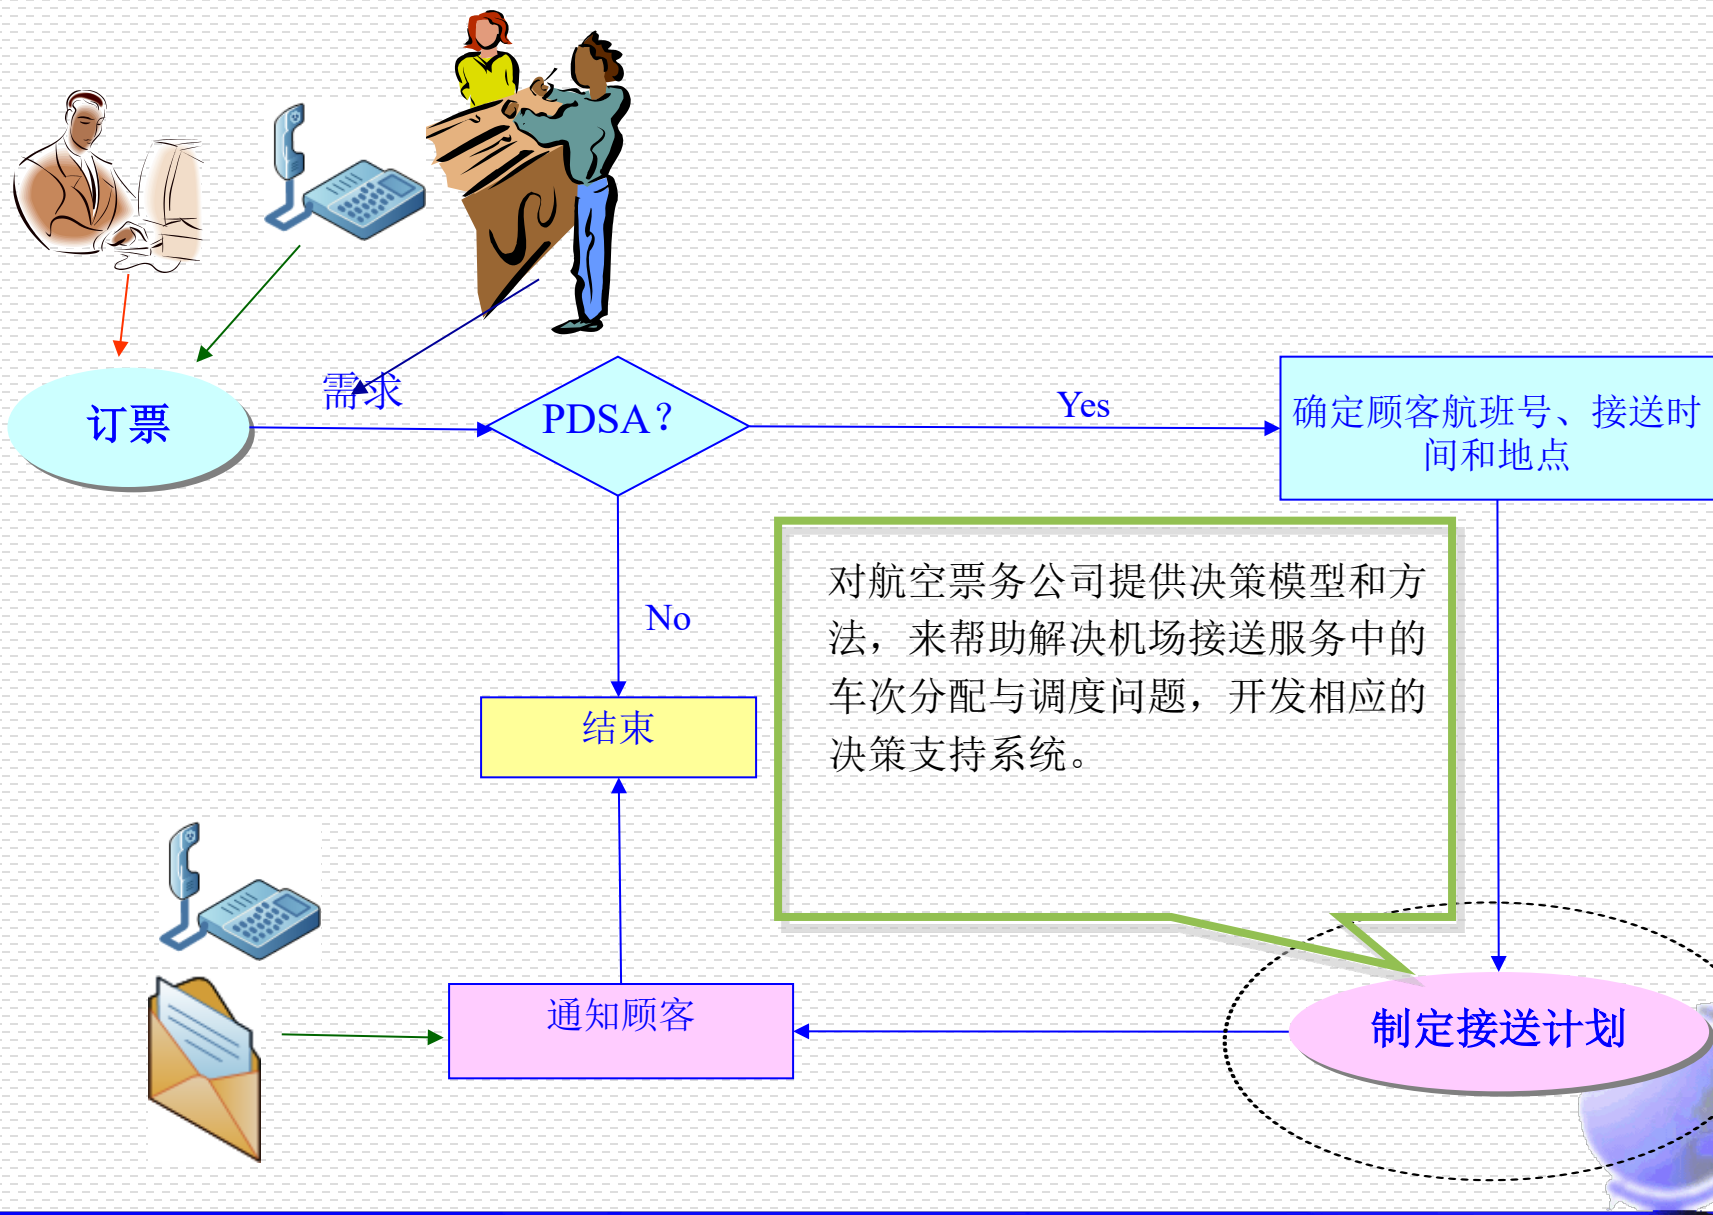 需求
订票
PDSA?
Yes
确定顾客航班号、接送时
间和地点
No
对航空票务公司提供决策模型和方
法，来帮助解决机场接送服务中的
车次分配与调度问题，开发相应的
决策支持系统。
结束
通知顾客
制定接送计划